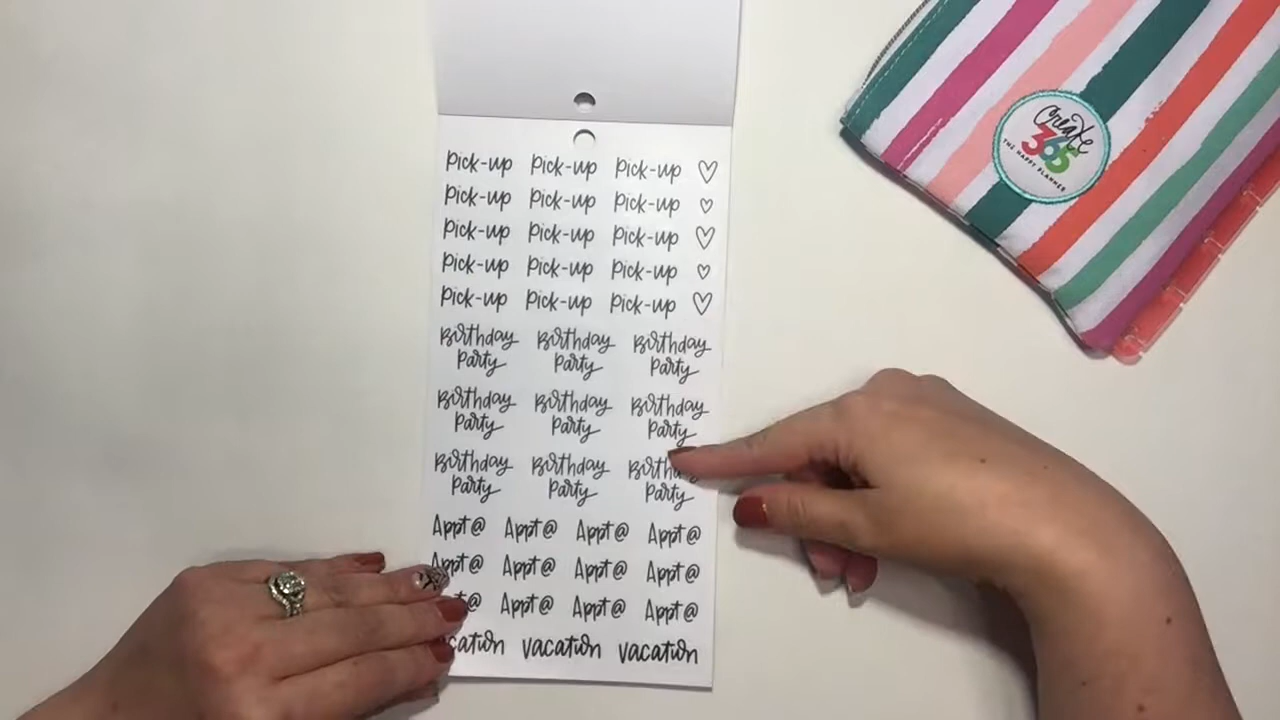 Pick-up Pick-up Pick-up
Pick-up Pick-up Pick-up
Pick-up Pick-up Pick-up
Pick-up Pick-up Pick-up
Pick-up Pick-up Pick-up
Birthday Birthday Birthday
Party Party Party
Birthday Birthday Birthday
Party Party Party
Birthday Birthday
Party Party Party
Appt@ Appt@ Appt@ Appt@
Appt@ Appt@ Appt@ Appt@
Appt@ Appt@ Appt@
vacation vacation
Create
365
THE HAPPY PLANNER